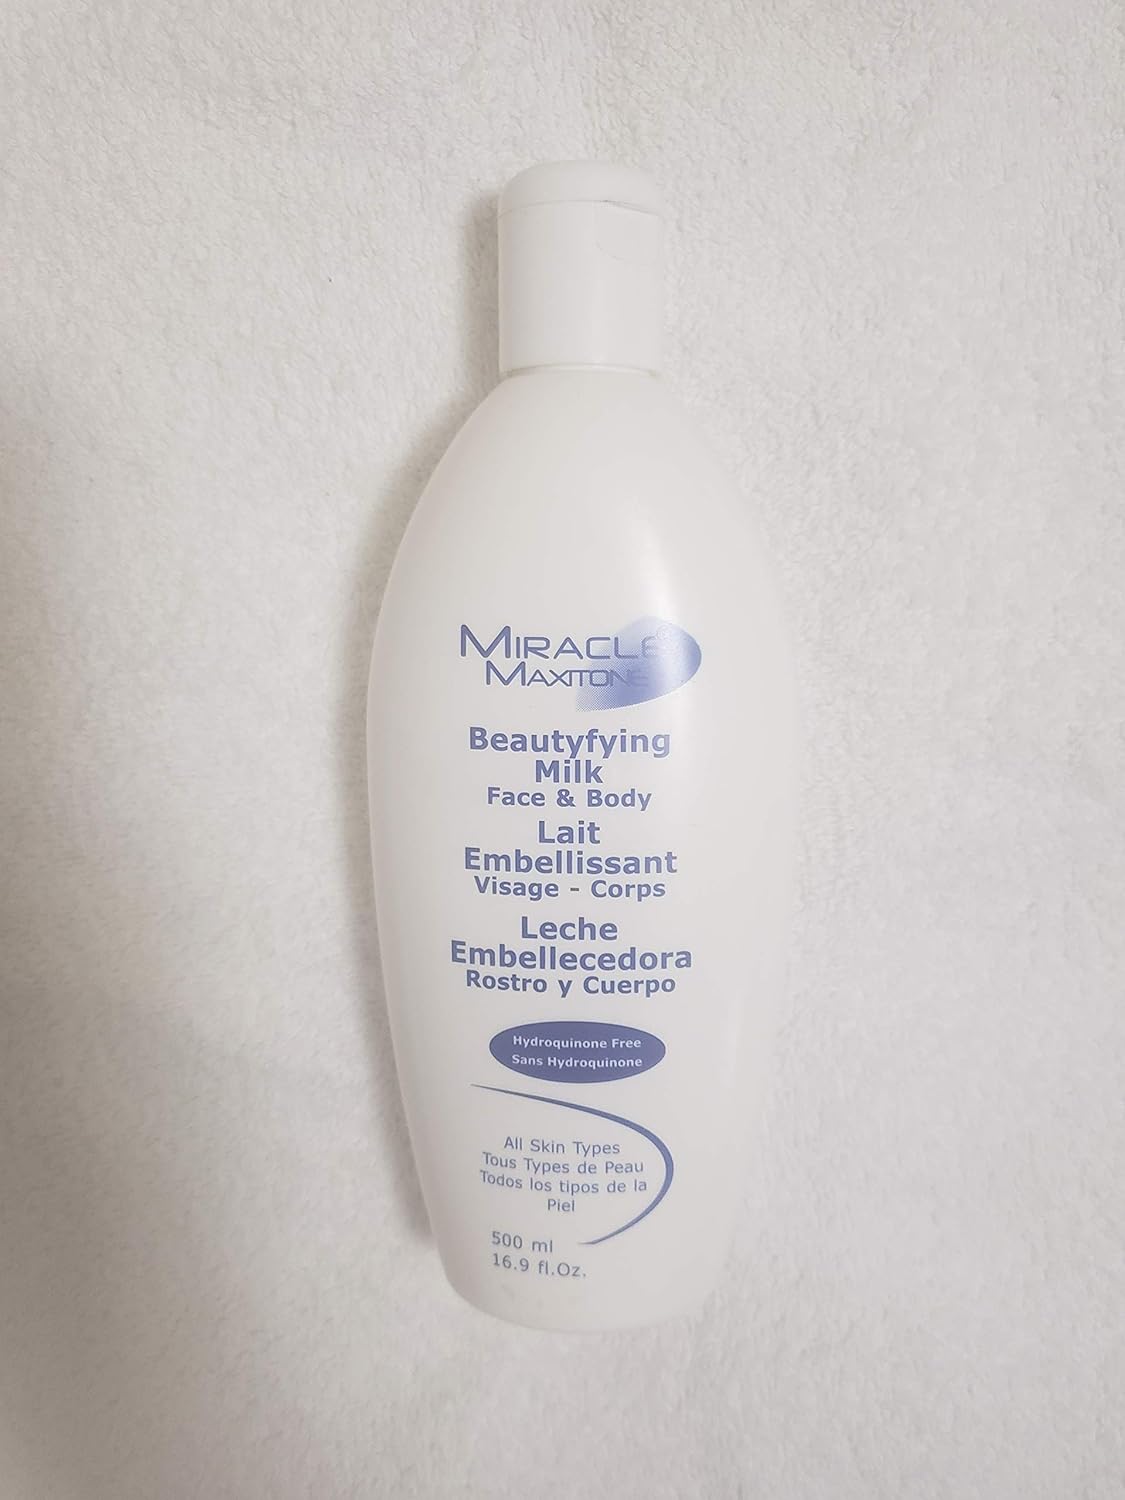 MIRACLE®
MAXITONE
Beautyfying
Milk
Face & Body
Lait
Embellissant
Visage - Corps
Leche
Embellecedora
Rostro y Cuerpo
Hydroquinone Free
Sans Hydroquinone
All Skin Types
Tous Types de Peau
Todos los tipos de la
Piel
500 ml
16.9 fl.Oz.